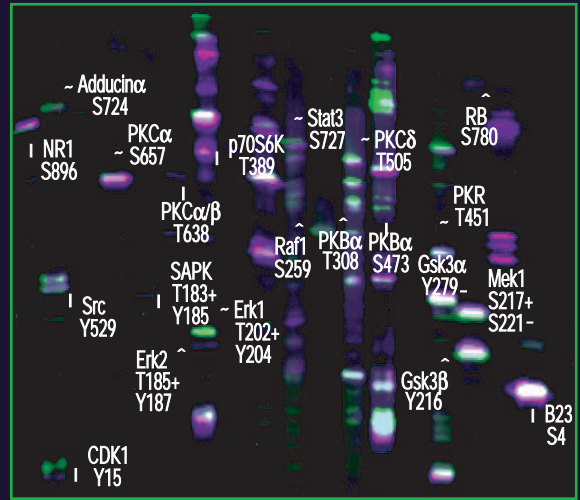 ~ Adducinα
S724
NR1
S896
PKCα
~ S657
PKCα/β
T638
p70S6K
T389
~ Stat3
S727
~ PKCδ
T505
RB
S780
PKR
T451
~
Raf1
S259
PKBα
T308
PKBα
S473
Gsk3α
Y279 –
Mek1
S217+
S221 –
Src
Y529
SAPK
T183+
Y185
~ Erk1
T202+
Y204
Erk2
T185+
Y187
Gsk3β
Y216
B23
S4
CDK1
Y15